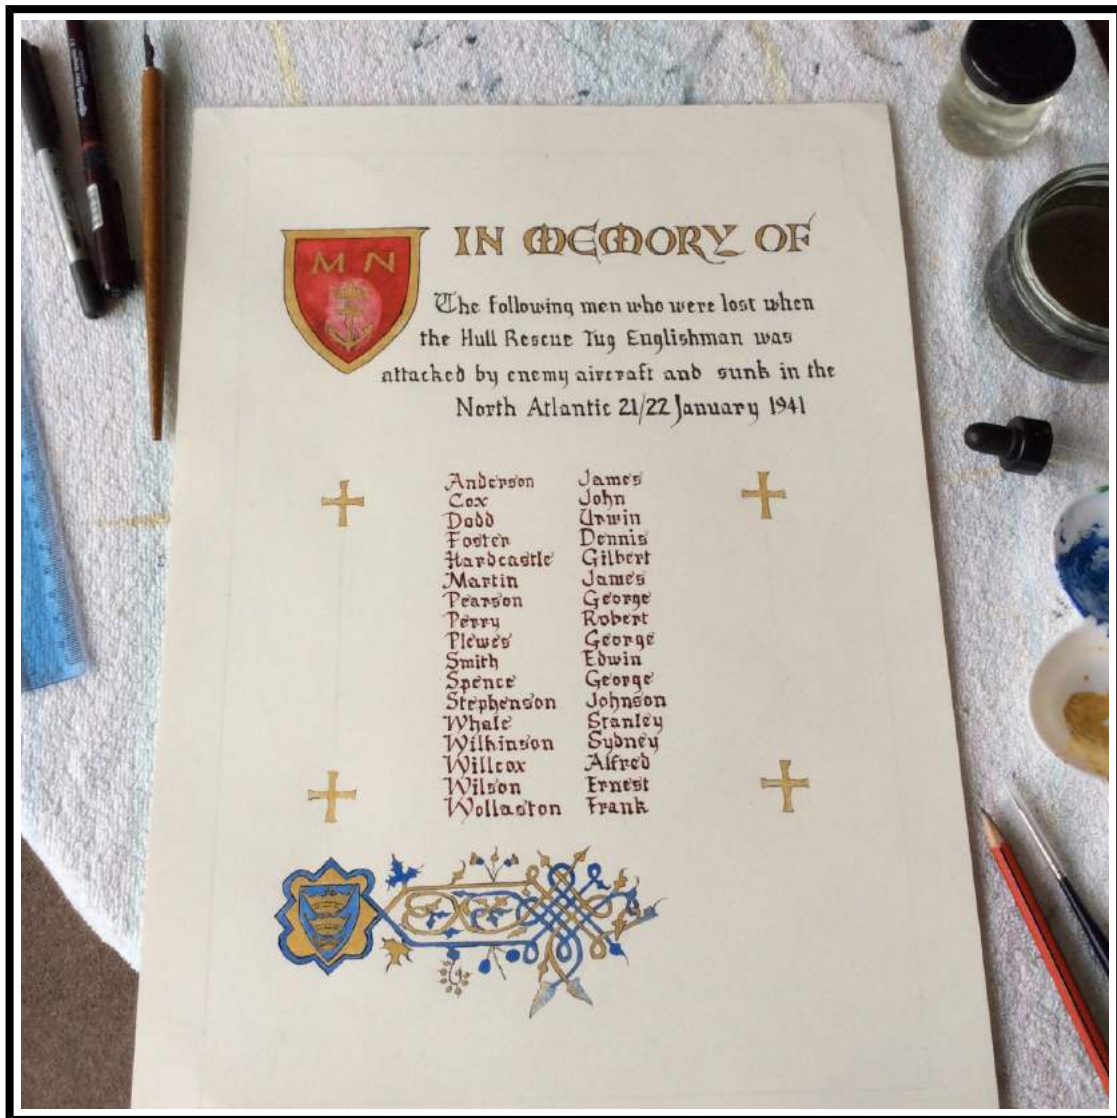 M N
IN MEMORY OF
The following men who were lost when
the Hull Rescue Tug Englishman was
attacked by enemy aircraft and sunk in the
North Atlantic 21/22 January 1941
Anderson James
Cox John
Dodd Urwin
Foster Dennis
Hardcastle Gilbert
Martin James
Pearson George
Perry Robert
Plewes George
Smith Edwin
Spence George
Stephenson Johnson
Whale Stanley
Wilkinson Sydney
Willcox Alfred
Wilson Ernest
Wollaston Frank